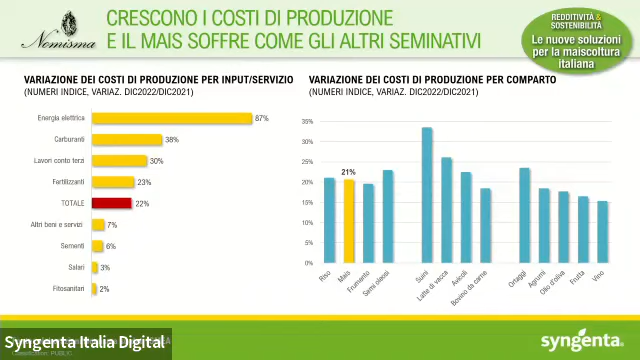 Nomisma
CRESCONO I COSTI DI PRODUZIONE
E IL MAIS SOFFRE COME GLI ALTRI SEMINATIVI
REDDITIVITÀ &
SOSTENIBILITÀ
Le nuove soluzioni
per la maiscoltura
italiana
VARIAZIONE DEI COSTI DI PRODUZIONE PER INPUT/SERVIZIO
(NUMERI INDICE, VARIAZ. DIC2022/DIC2021)
Energia elettrica 87%
Carburanti 38%
Lavori conto terzi 30%
Fertilizzanti 23%
TOTALE 22%
Altri beni e servizi 7%
Sementi 6%
Salari 3%
Fitosanitari 2%
VARIAZIONE DEI COSTI DI PRODUZIONE PER COMPARTO
(NUMERI INDICE, VARIAZ. DIC2022/DIC2021)
35%
30%
25%
20%
15%
10%
5%
0%
21%
Riso
Mais
Frumento
Semi oleosi
Suini
Latte di vacca
Avicoli
Bovino da carne
Ortaggi
Agrumi
Olio d'oliva
Frutta
Vino
Syngenta Italia Digital
Classification: PUBLIC
syngenta